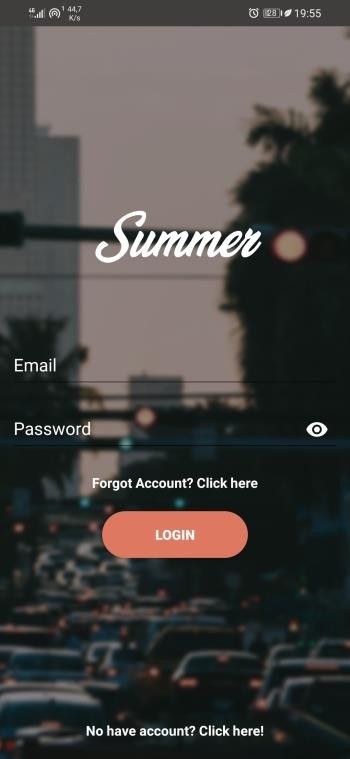 4G 1 44,7 K/s 28 19:55
Summer
Email
Password
Forgot Account? Click here
LOGIN
No have account? Click here!